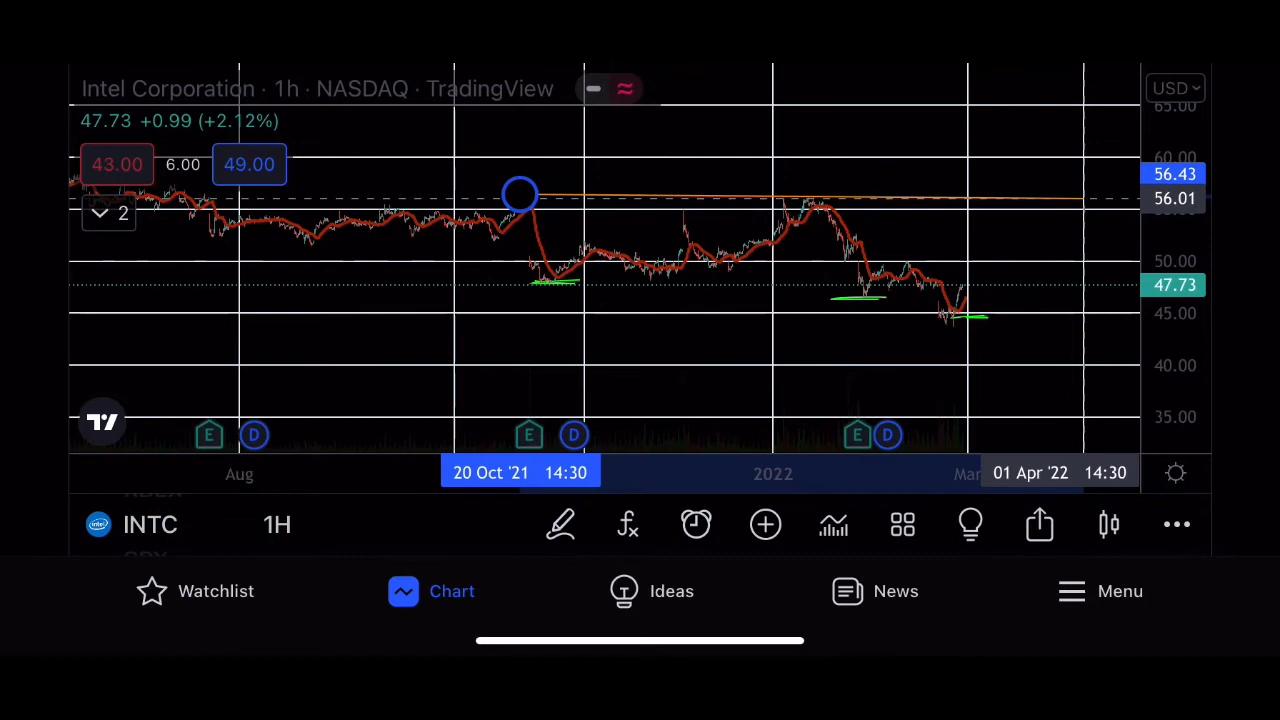 Intel Corporation · 1h · NASDAQ · TradingView
USD
47.73 +0.99 (+2.12%)
43.00 6.00 49.00
2
65.00
60.00
56.43
56.01
50.00
47.73
45.00
40.00
35.00
E D E D E D
Aug 20 Oct '21 14:30 2022 Mar 01 Apr '22 14:30
intel INTC 1H
Watchlist Chart Ideas News Menu